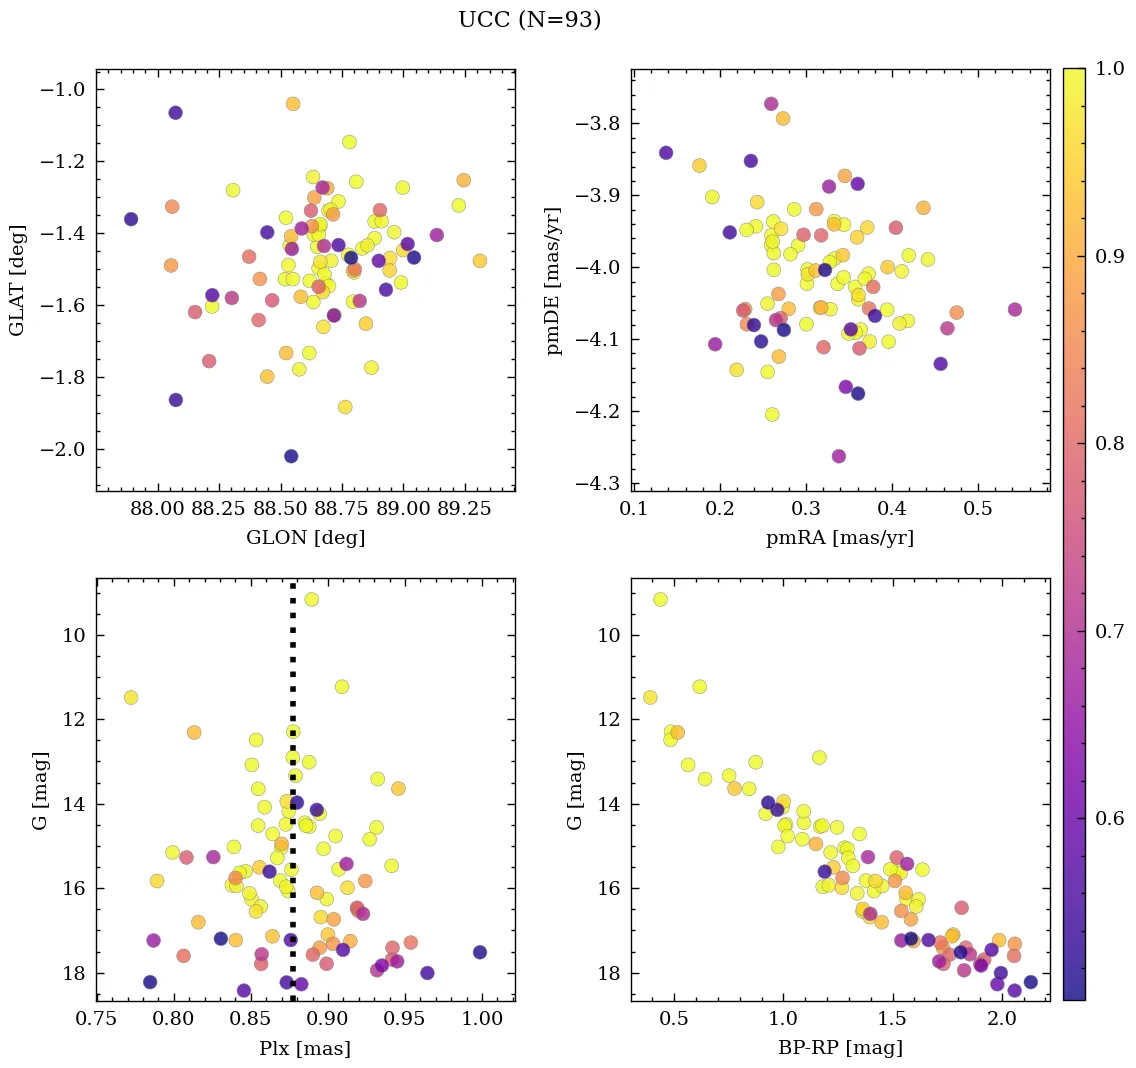 UCC (N=93)
−1.0
−1.2
−1.4
−1.6
−1.8
−2.0
GLAT [deg]
88.00 88.25 88.50 88.75 89.00 89.25
GLON [deg]
−3.8
−3.9
−4.0
−4.1
−4.2
−4.3
pmDE [mas/yr]
0.1 0.2 0.3 0.4 0.5
pmRA [mas/yr]
1.0
0.9
0.8
0.7
0.6
10
12
14
16
18
G [mag]
0.75 0.80 0.85 0.90 0.95 1.00
Plx [mas]
10
12
14
16
18
G [mag]
0.5 1.0 1.5 2.0
BP-RP [mag]